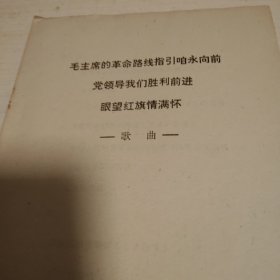 毛主席的革命路线指引咱永向前
党领导我们胜利前进
眼望红旗情满怀
— 歌 曲 —